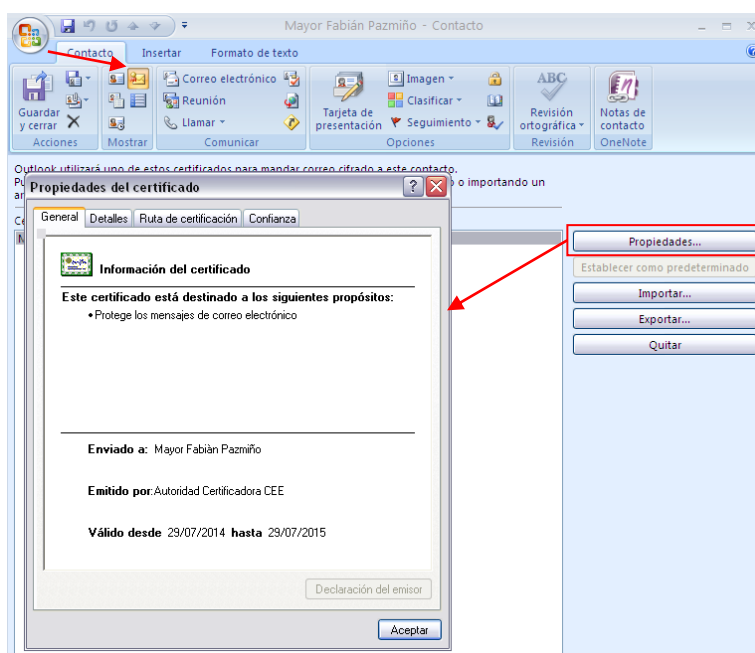 Mayor Fabián Pazmiño - Contacto
Contacto Insertar Formato de texto
Guardar y cerrar
Acciones
Mostrar
Correo electrónico
Reunión
Llamar
Comunicar
Tarjeta de presentación
Imagen
Clasificar
Seguimiento
Opciones
ABC
Revisión ortográfica
Revisión
Notas de contacto
OneNote
Outlook utilizará uno de estos certificados para mandar correo cifrado a este contacto.
o importando un
Propiedades del certificado
General Detalles Ruta de certificación Confianza
Información del certificado
Este certificado está destinado a los siguientes propósitos:
•Protege los mensajes de correo electrónico
Enviado a: Mayor Fabiàn Pazmiño
Emitido por: Autoridad Certificadora CEE
Válido desde 29/07/2014 hasta 29/07/2015
Declaración del emisor
Aceptar
Propiedades...
Establecer como predeterminado
Importar...
Exportar...
Quitar